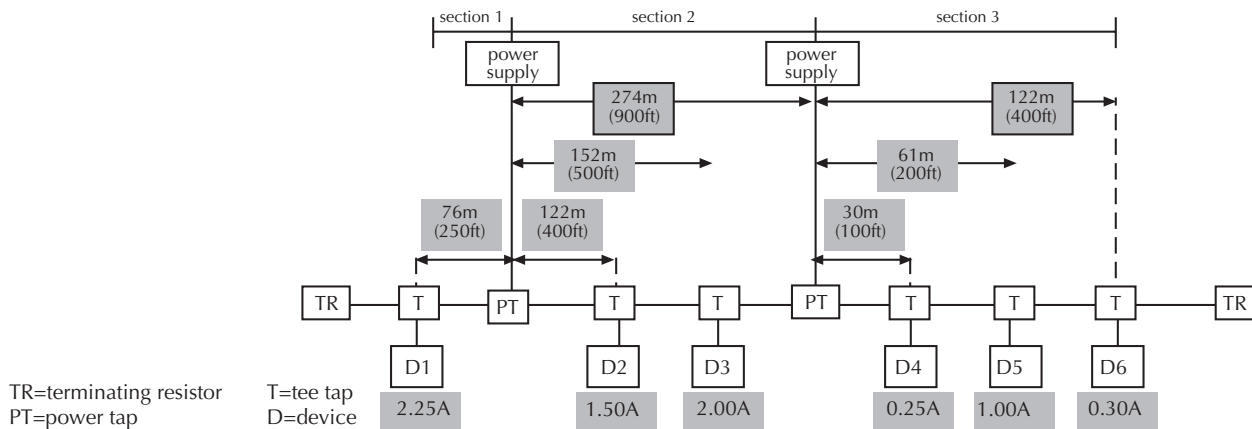 section 1
section 2
section 3
power
supply
power
supply
274m
(900ft)
122m
(400ft)
152m
(500ft)
61m
(200ft)
76m
(250ft)
122m
(400ft)
30m
(100ft)
TR
T
PT
T
T
PT
T
T
T
TR
D1
D2
D3
D4
D5
D6
TR=terminating resistor
T=tee tap
2.25A
1.50A
2.00A
0.25A
1.00A
0.30A
PT=power tap
D=device